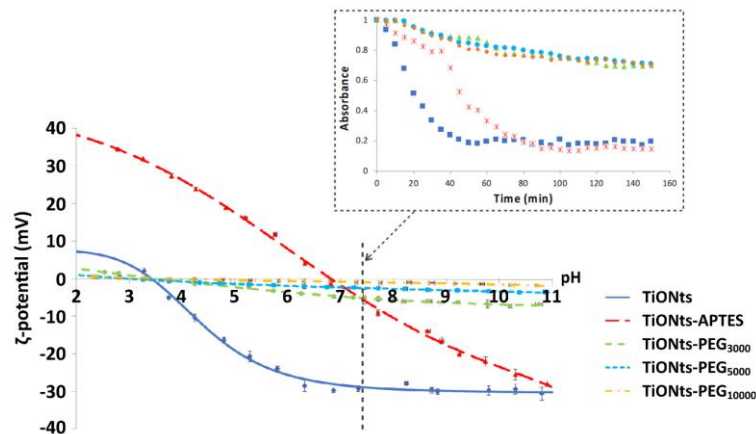 1
0.8
0.6
0.4
0.2
0
Absorbance
0 20 40 60 80 100 120 140 160
Time (min)
40
30
20
10
0
-10
-20
-30
-40
ζ-potential (mV)
2 3 4 5 6 7 8 9 10 11
pH
TiONts
TiONts-APTES
TiONts-PEG3000
TiONts-PEG5000
TiONts-PEG10000